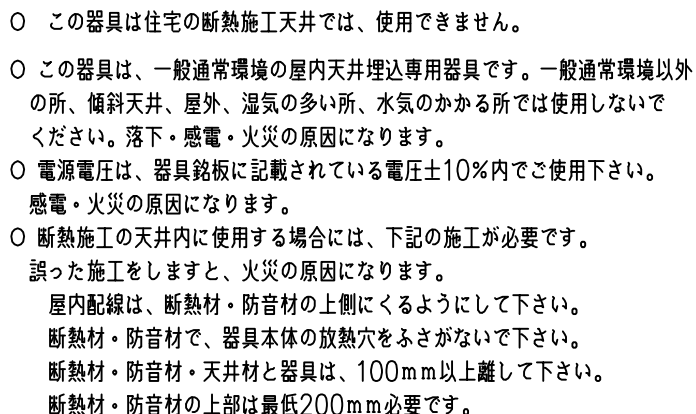 ○ この器具は住宅の断熱施工天井では、使用できません。
○ この器具は、一般通常環境の屋内天井埋込専用器具です。一般通常環境以外
の所、傾斜天井、屋外、湿気の多い所、水気のかかる所では使用しないで
ください。落下・感電・火災の原因になります。
○ 電源電圧は、器具銘板に記載されている電圧±10%内でご使用下さい。
感電・火災の原因になります。
○ 断熱施工の天井内に使用する場合には、下記の施工が必要です。
誤った施工をしますと、火災の原因になります。
屋内配線は、断熱材・防音材の上側にくるようにして下さい。
断熱材・防音材で、器具本体の放熱穴をふさがないで下さい。
断熱材・防音材・天井材と器具は、100mm以上離して下さい。
断熱材・防音材の上部は最低200mm必要です。